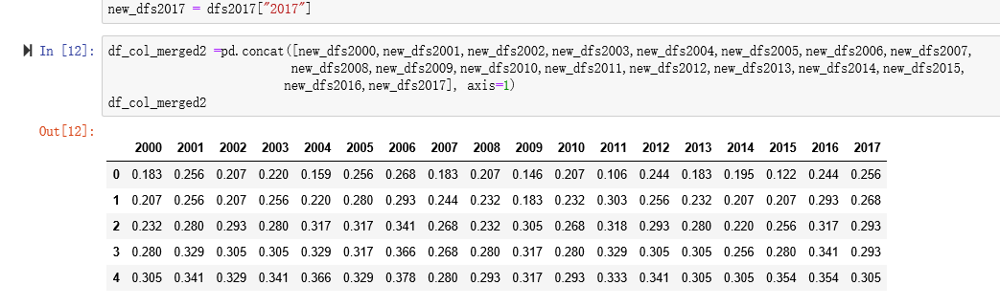 new_dfs2017 = dfs2017["2017"]
In [12]: df_col_merged2 =pd.concat([new_dfs2000,new_dfs2001,new_dfs2002,new_dfs2003,new_dfs2004,new_dfs2005,new_dfs2006,new_dfs2007,
new_dfs2008,new_dfs2009,new_dfs2010,new_dfs2011,new_dfs2012,new_dfs2013,new_dfs2014,new_dfs2015,
new_dfs2016,new_dfs2017], axis=1)
df_col_merged2
Out[12]:
2000 2001 2002 2003 2004 2005 2006 2007 2008 2009 2010 2011 2012 2013 2014 2015 2016 2017
0 0.183 0.256 0.207 0.220 0.159 0.256 0.268 0.183 0.207 0.146 0.207 0.106 0.244 0.183 0.195 0.122 0.244 0.256
1 0.207 0.256 0.207 0.256 0.220 0.280 0.293 0.244 0.232 0.183 0.232 0.303 0.256 0.232 0.207 0.207 0.293 0.268
2 0.232 0.280 0.293 0.280 0.317 0.317 0.341 0.268 0.232 0.305 0.268 0.318 0.293 0.280 0.220 0.256 0.317 0.293
3 0.280 0.329 0.305 0.305 0.329 0.317 0.366 0.268 0.280 0.317 0.280 0.329 0.305 0.305 0.256 0.280 0.341 0.293
4 0.305 0.341 0.329 0.341 0.366 0.329 0.378 0.280 0.293 0.317 0.293 0.333 0.341 0.305 0.305 0.354 0.354 0.305